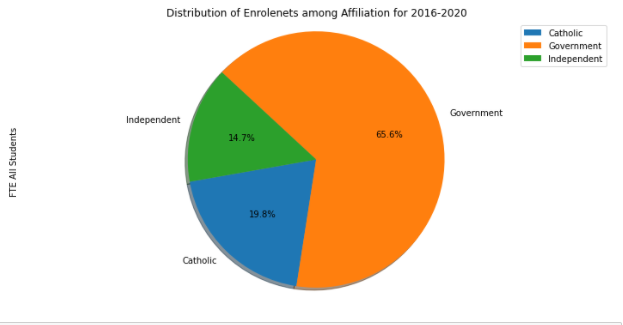 Distribution of Enrolenets among Affiliation for 2016-2020
Catholic
Government
Independent
Government
Independent
65.6%
14.7%
FTE All Students
19.8%
Catholic